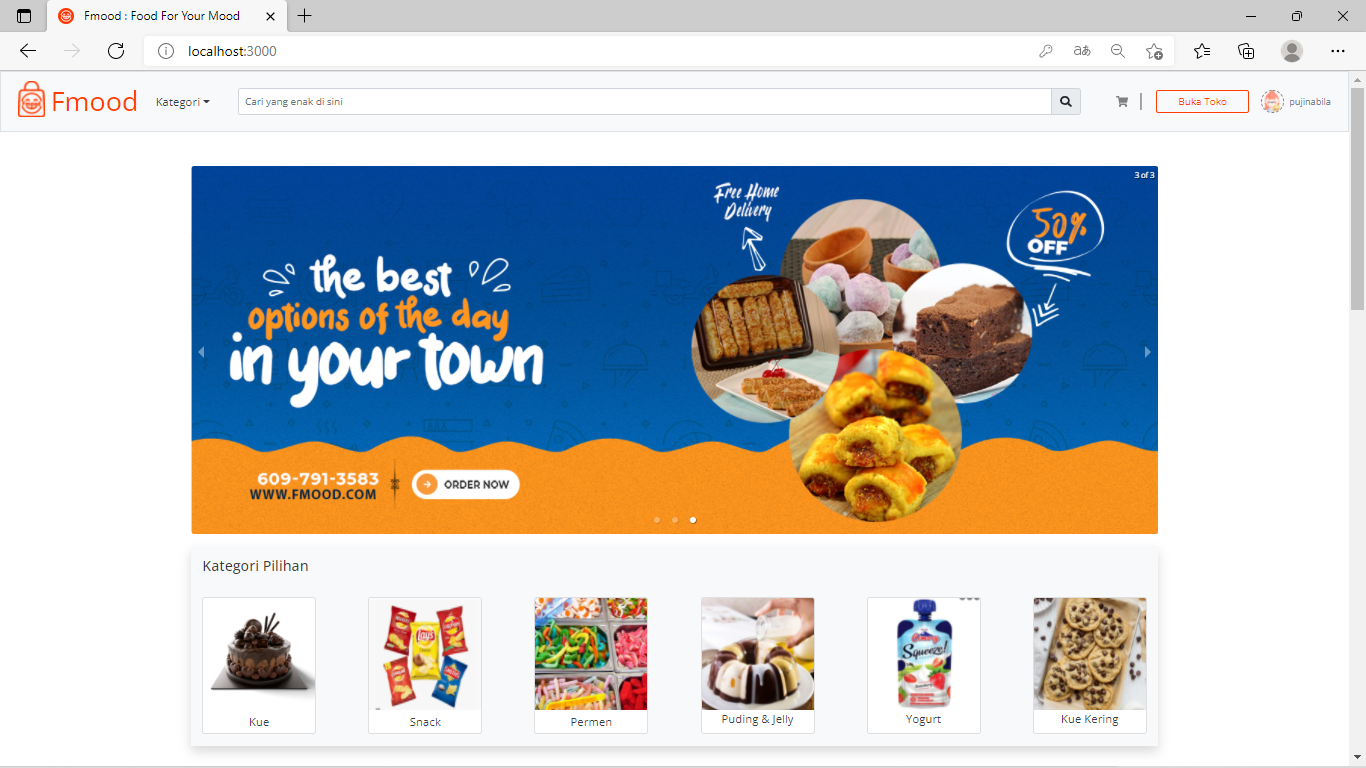 Fmood : Food For Your Mood
localhost:3000
Fmood
Kategori
Cari yang enak di sini
Buka Toko
pujinabila
3 of 3
Free Home
Delivery
50%
OFF
the best
options of the day
in your town
609-791-3583
WWW.FMOOD.COM
ORDER NOW
Kategori Pilihan
Lay's
Squeeze!
Kue
Snack
Permen
Puding & Jelly
Yogurt
Kue Kering